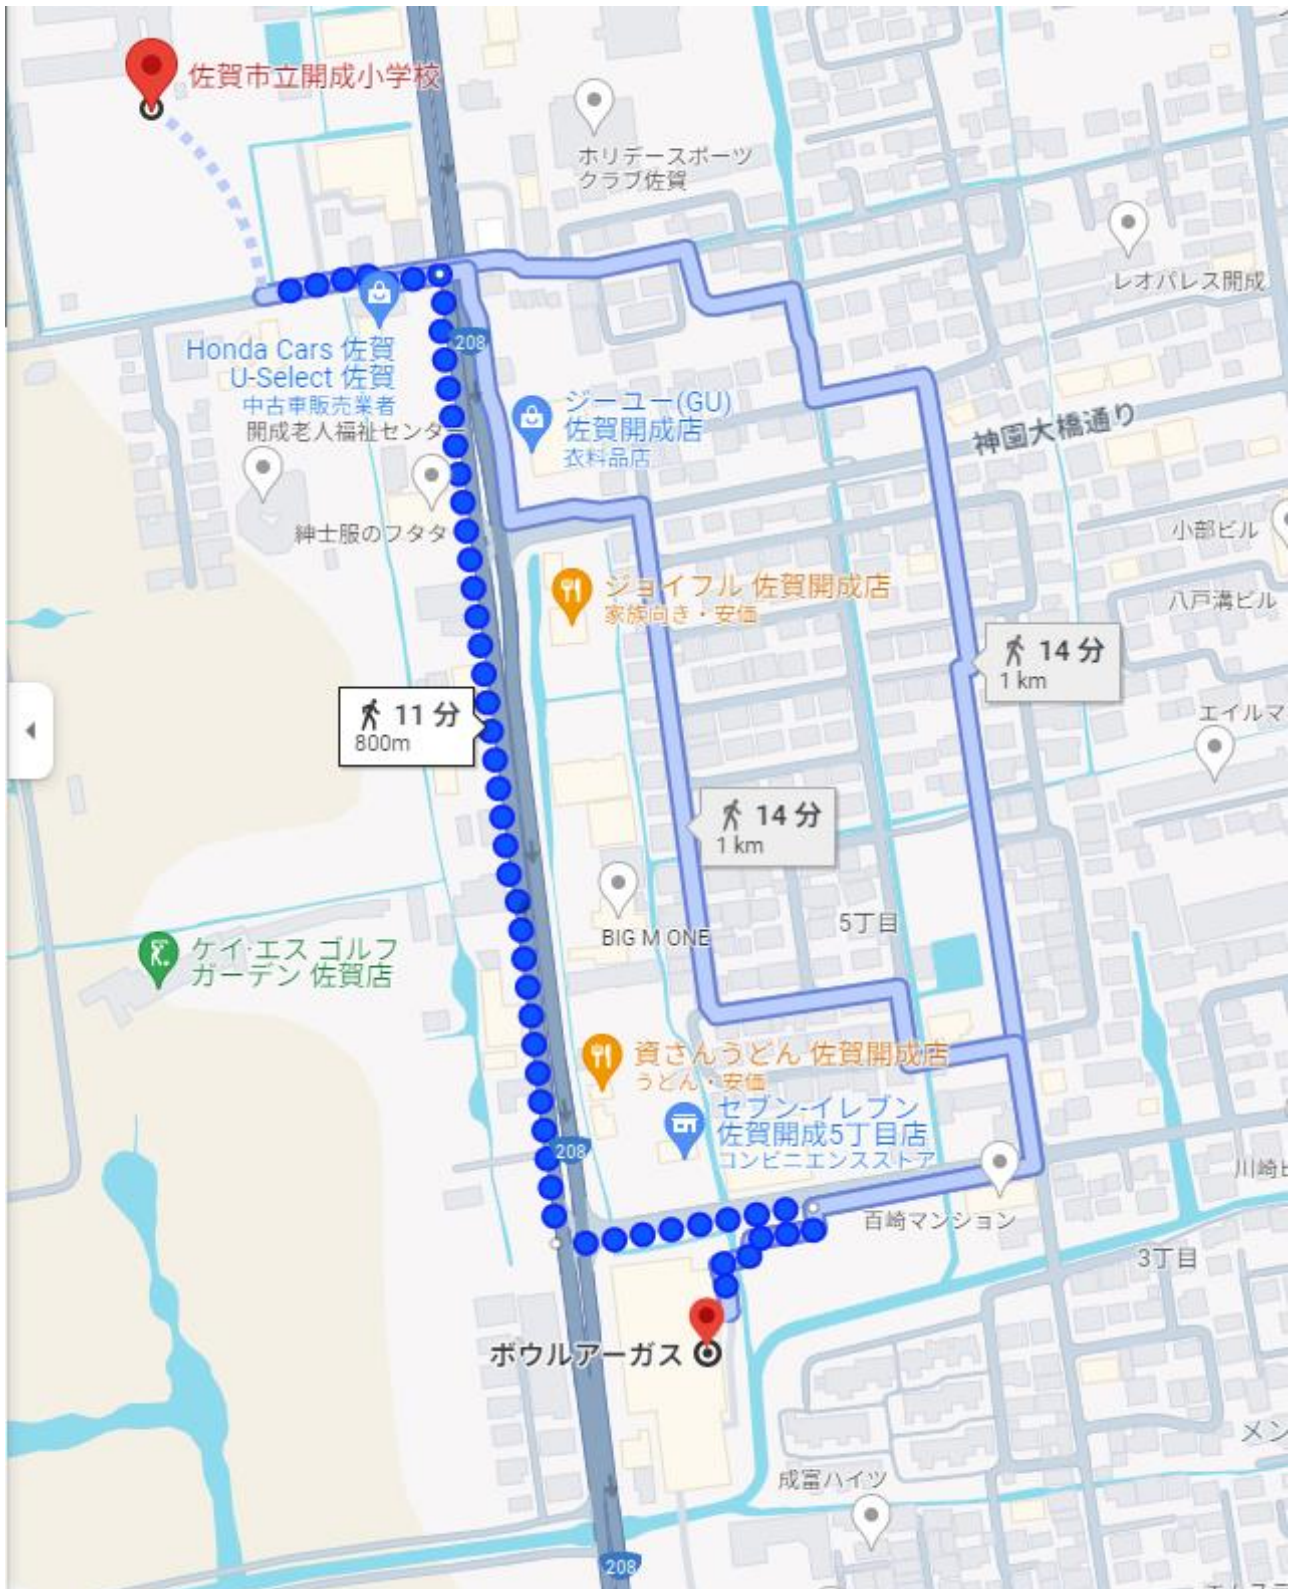 佐賀市立開成小学校
ホリデースポーツ
クラブ佐賀
レオパレス開成
208
Honda Cars 佐賀
U-Select 佐賀
中古車販売業者
ジーユー(GU)
佐賀開成店
衣料品店
神園大橋通り
開成老人福祉センター
紳士服のフタタ
小部ビル
ジョイフル 佐賀開成店
家族向き・安価
八戸溝ビル
14 分
1 km
11 分
800m
エイルマ
14 分
1 km
5丁目
BIG M ONE
ケイ·エス ゴルフ
ガーデン 佐賀店
資さんうどん 佐賀開成店
うどん・安価
セブン-イレブン
佐賀開成5丁目店
コンビニエンスストア
208
川崎ビ
百崎マンション
3丁目
ボウルアーガス
メン
成富ハイツ
208